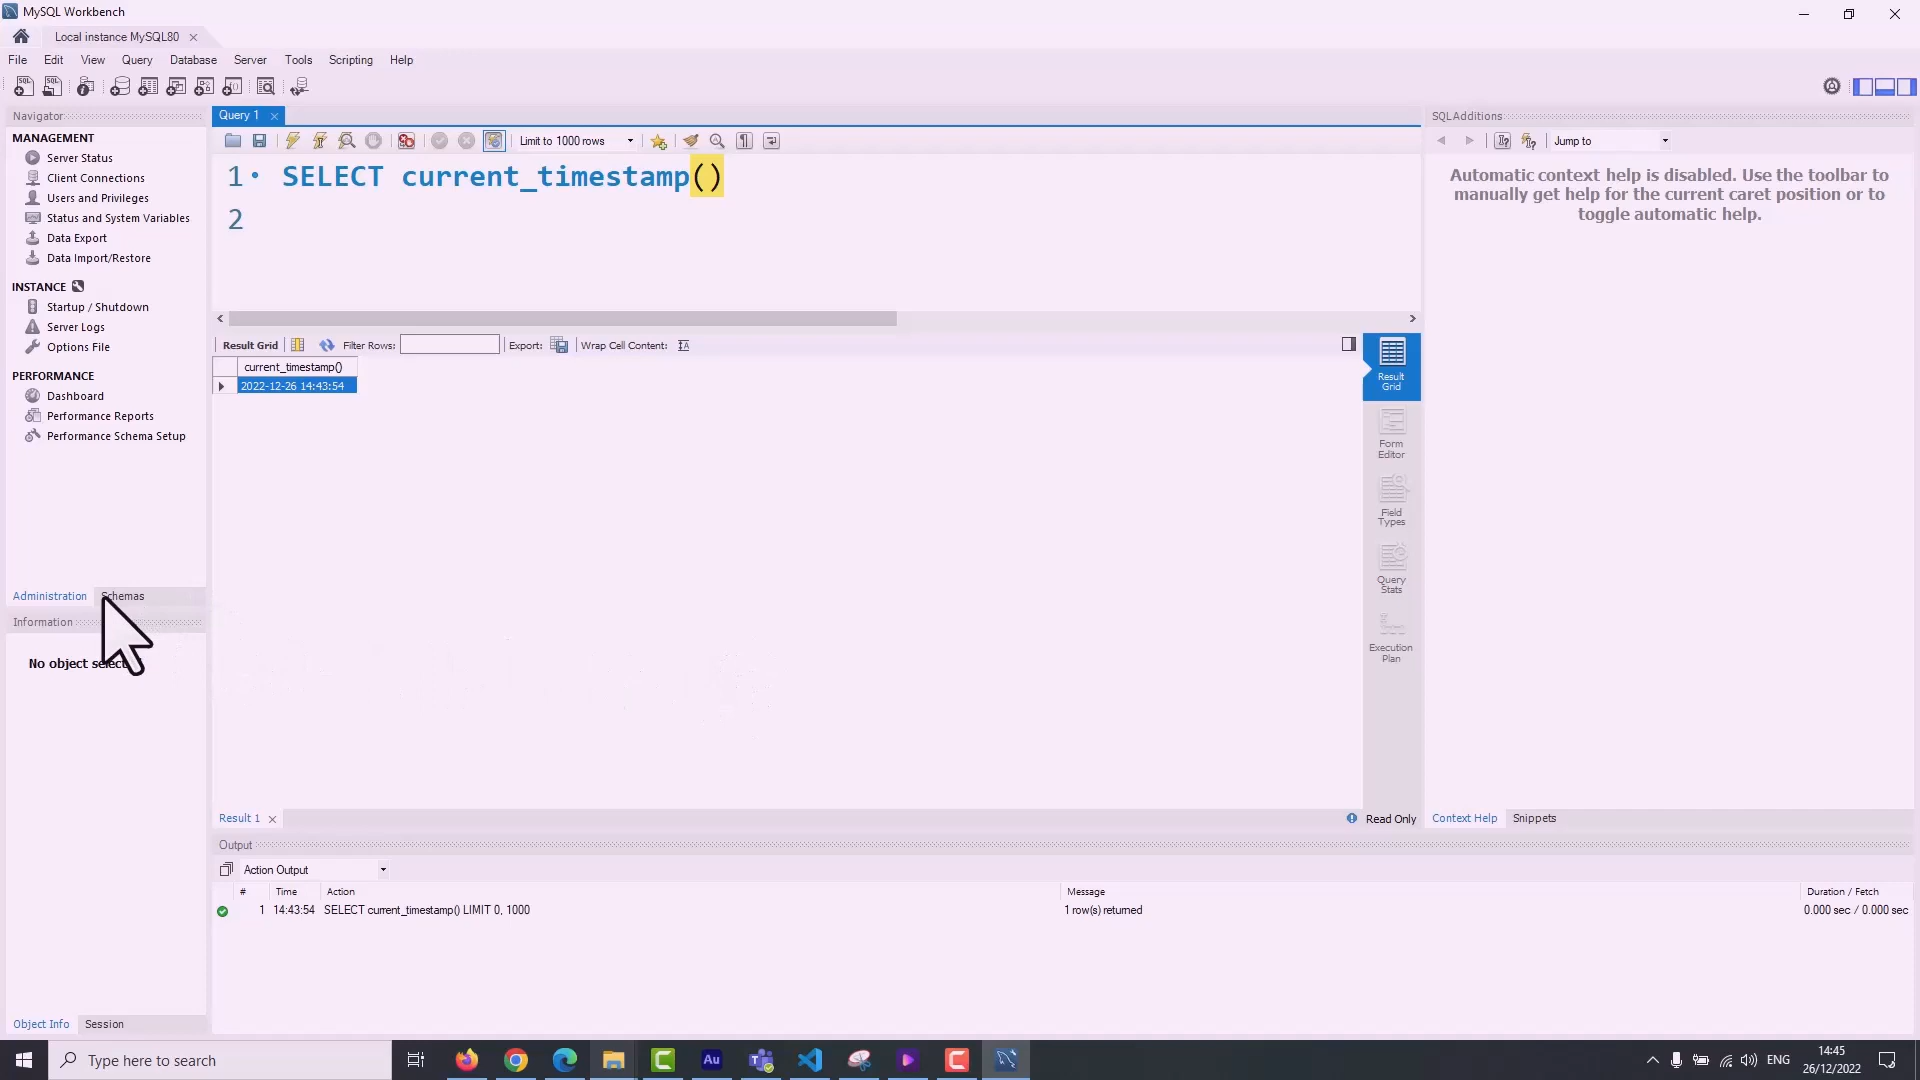 MySQL Workbench
Local instance MySQL80
File Edit View Query Database Server Tools Scripting Help
Navigator
MANAGEMENT
Server Status
Client Connections
Users and Privileges
Status and System Variables
Data Export
Data Import/Restore
INSTANCE
Startup / Shutdown
Server Logs
Options File
PERFORMANCE
Dashboard
Performance Reports
Performance Schema Setup
Administration Schemas
Information
No object
Object Info Session
Query 1
Limit to 1000 rows
1 SELECT current_timestamp()
2
Result Grid Filter Rows: Export: Wrap Cell Content:
current_timestamp()
2022-12-26 14:43:54
Result
Grid
Form
Editor
Field
Types
Query
Stats
Execution
Plan
Result 1
Read Only
SQLAdditions
Jump to
Automatic context help is disabled. Use the toolbar to
manually get help for the current caret position or to
toggle automatic help.
Context Help Snippets
Output
Action Output
# Time Action Message Duration / Fetch
1 14:43:54 SELECT current_timestamp() LIMIT 0, 1000 1 row(s) returned 0.000 sec / 0.000 sec
Type here to search
Au
ENG
14:45
26/12/2022